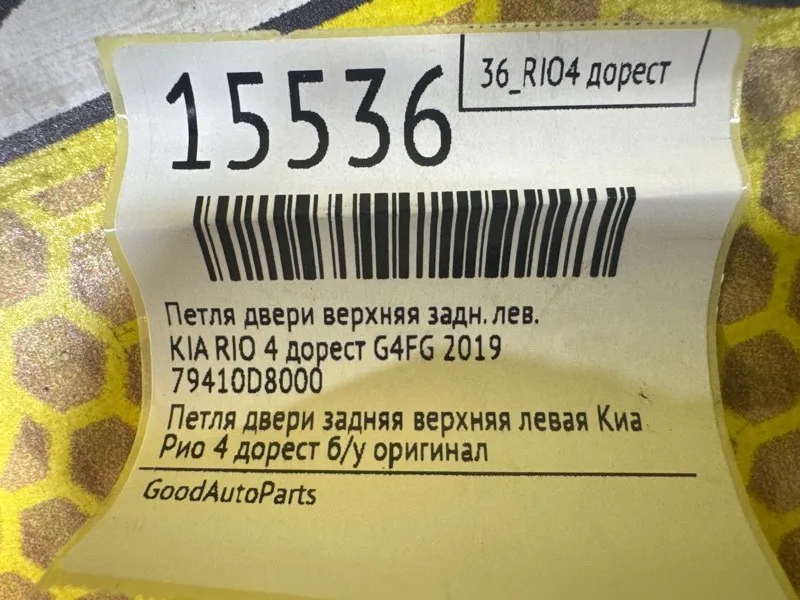 15536
36_RIO4 дорест
Петля двери верхняя задн. лев.
KIA RIO 4 дорест G4FG 2019
79410D8000
Петля двери задняя верхняя левая Киа
Рио 4 дорест б/у оригинал
GoodAutoParts